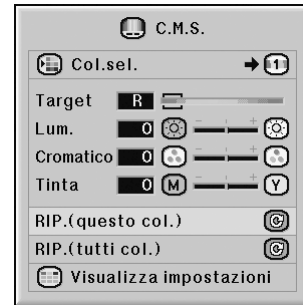 C.M.S.
Col.sel. 1
Target R
Lum. 0
Cromatico 0
Tinta 0 M Y
RIP.(questo col.)
RIP.(tutti col.)
Visualizza impostazioni